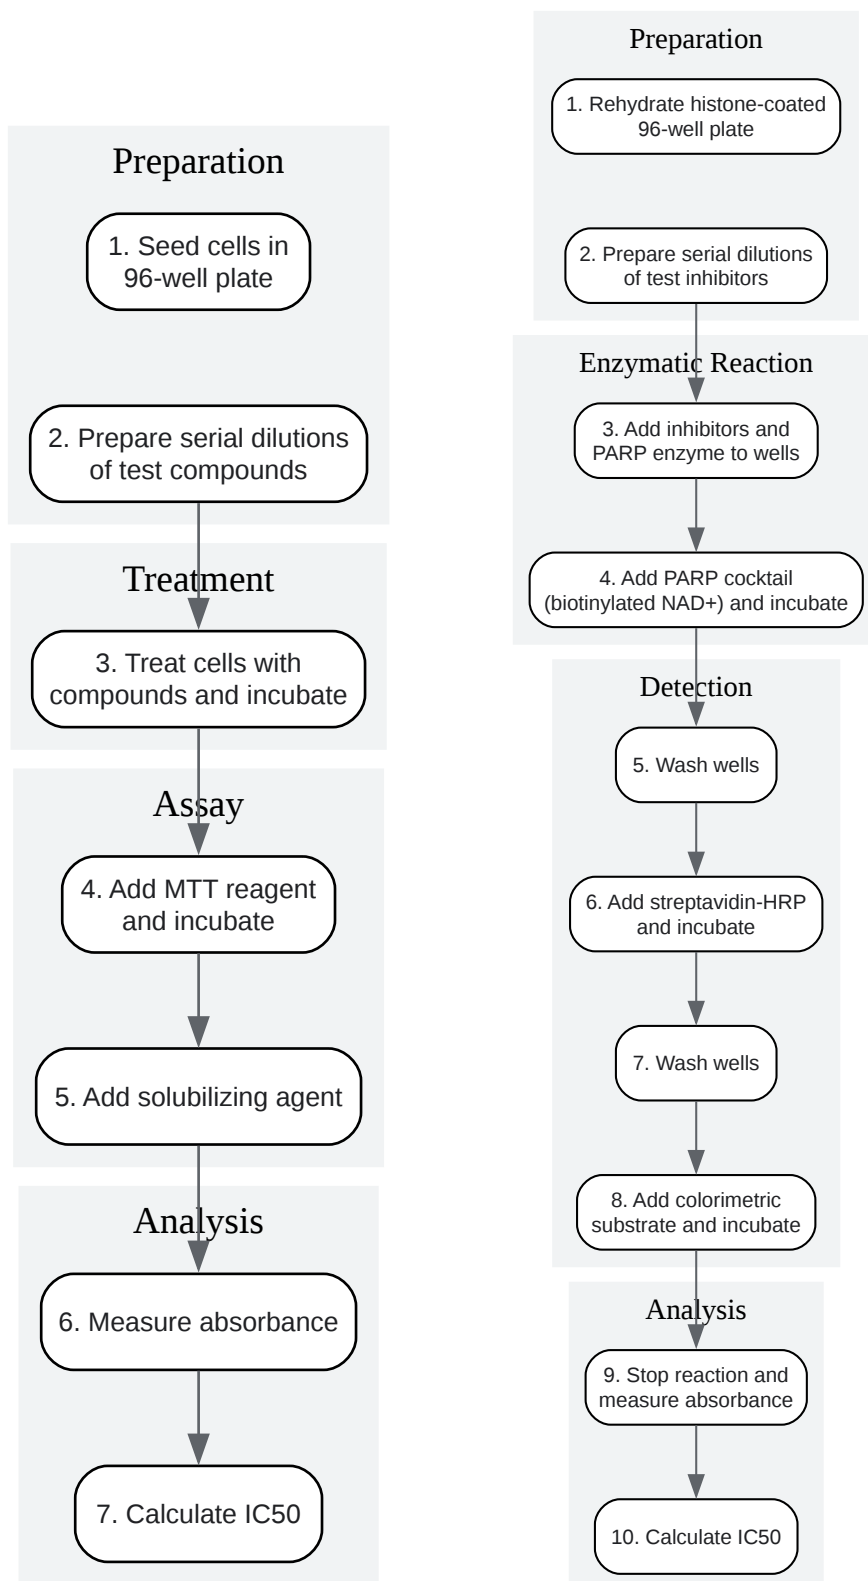 Preparation
1. Seed cells in
96-well plate
2. Prepare serial dilutions
of test compounds
Treatment
3. Treat cells with
compounds and incubate
Assay
4. Add MTT reagent
and incubate
5. Add solubilizing agent
Analysis
6. Measure absorbance
7. Calculate IC50
Preparation
1. Rehydrate histone-coated
96-well plate
2. Prepare serial dilutions
of test inhibitors
Enzymatic Reaction
3. Add inhibitors and
PARP enzyme to wells
4. Add PARP cocktail
(biotinylated NAD+) and incubate
Detection
5. Wash wells
6. Add streptavidin-HRP
and incubate
7. Wash wells
8. Add colorimetric
substrate and incubate
Analysis
9. Stop reaction and
measure absorbance
10. Calculate IC50